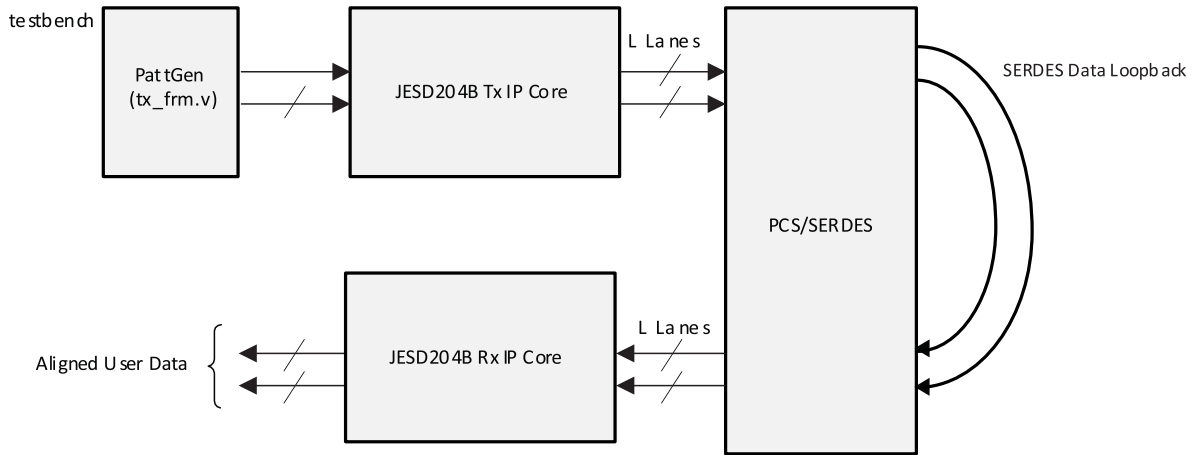 testbench
PattGen
(tx_frm.v)
JESD204B Tx IP Core
L Lanes
SERDES Data Loopback
PCS/SERDES
L Lanes
JESD204B Rx IP Core
Aligned User Data